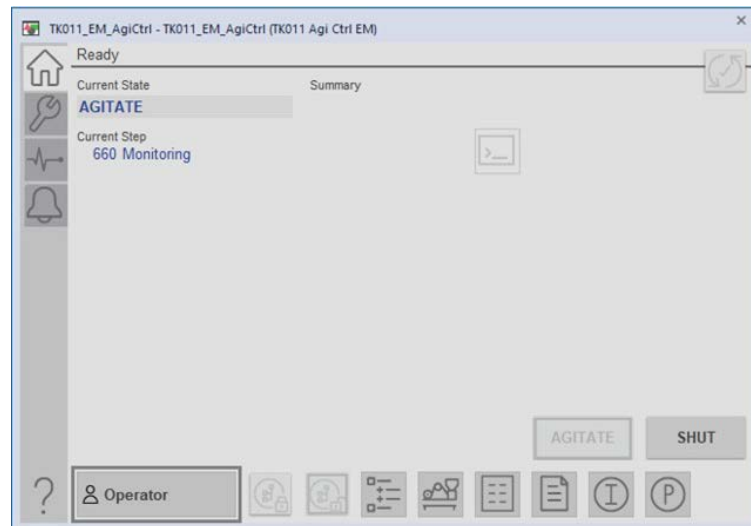 TK011_EM_AgiCtrl - TK011_EM_AgiCtrl (TK011 Agi Ctrl EM)
Ready
Current State
Summary
AGITATE
Current Step
660 Monitoring
AGITATE
SHUT
?
Operator
I
P